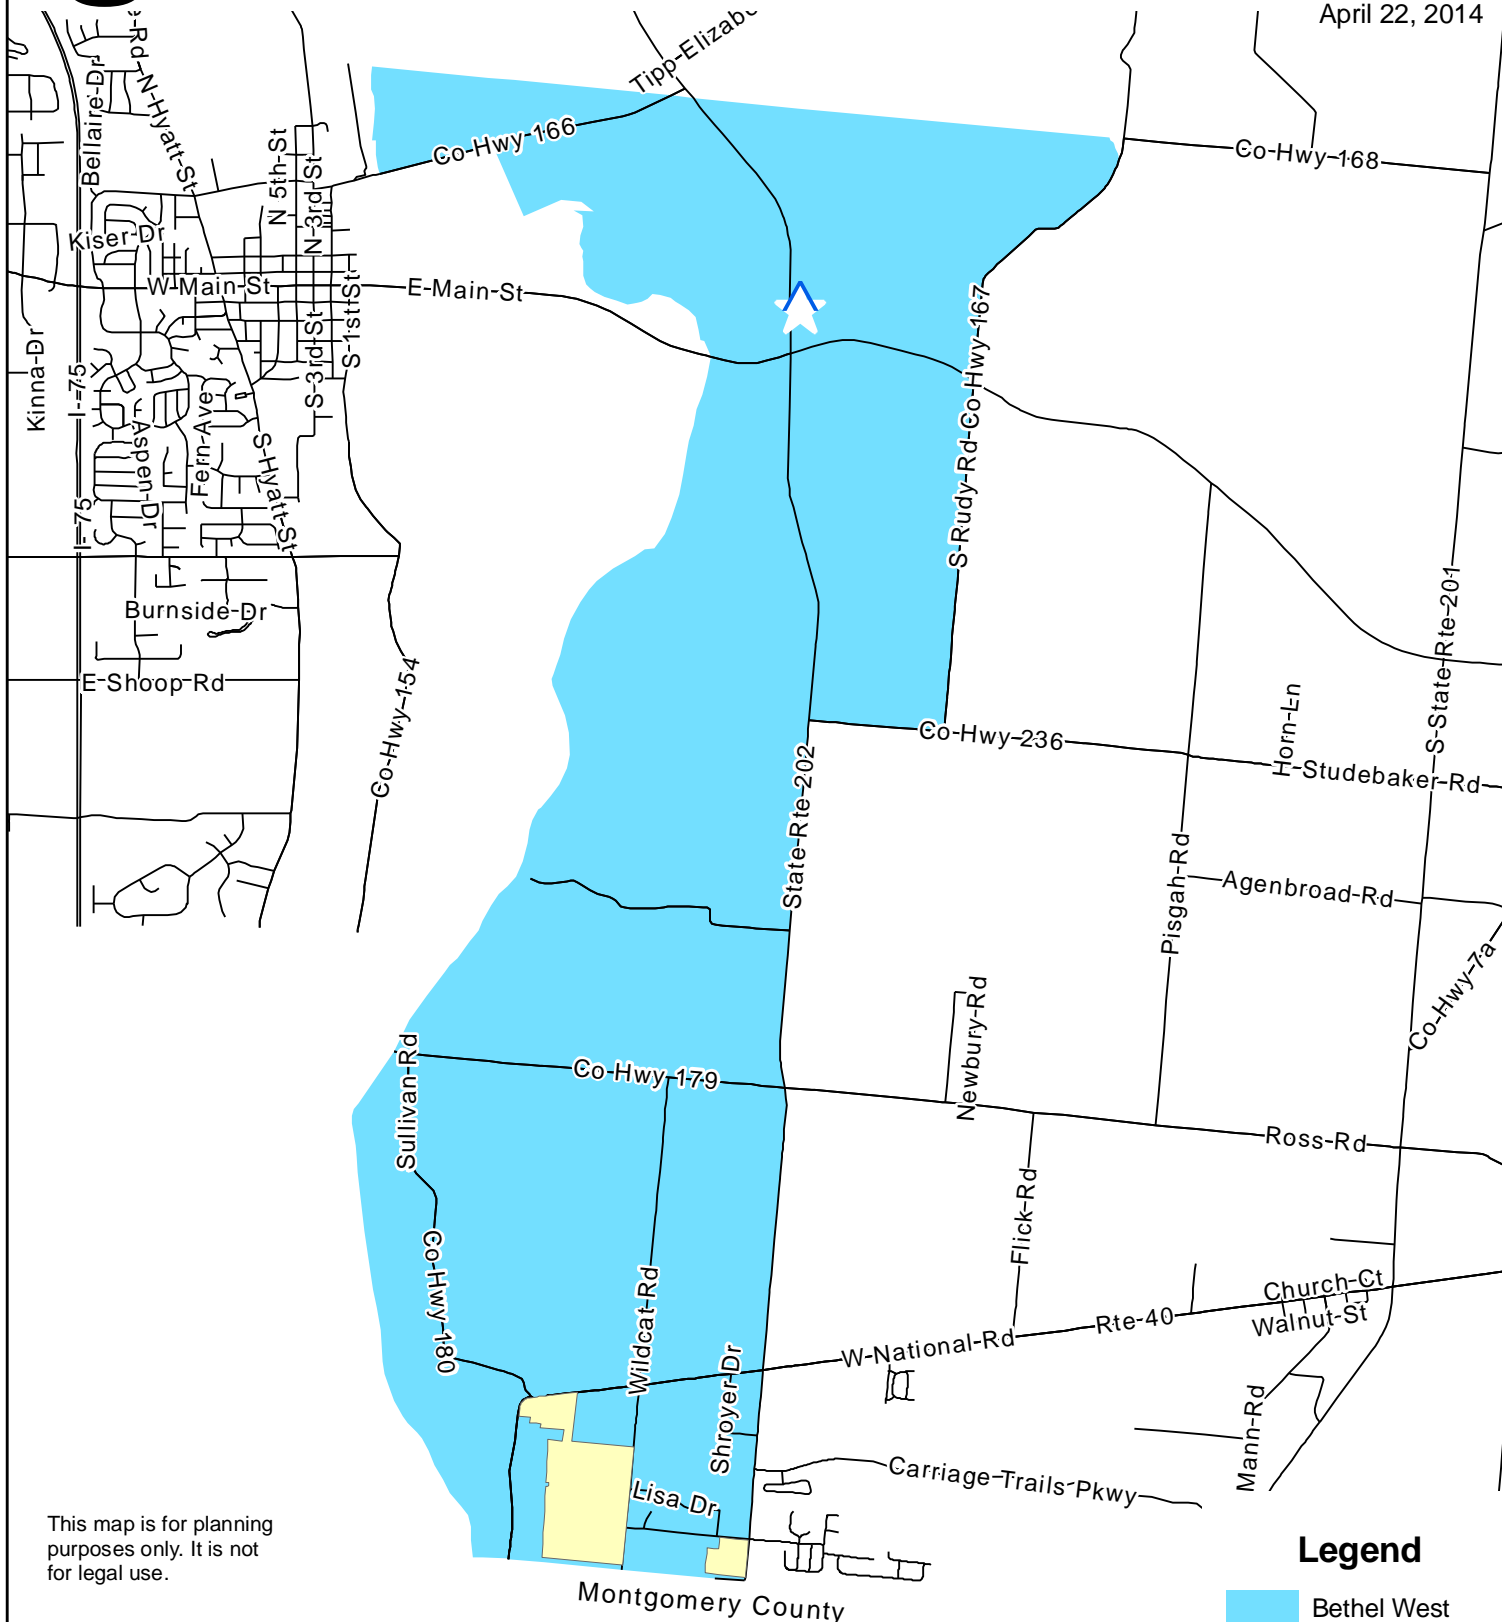 April 22, 2014
Tipp-Elizabe
e-Rd
N-Hyatt-St
Bellaire-Dr
Co-Hwy 166
Co-Hwy-168
N 5th-St
N-3rd-St
Kiser-Dr
W-Main-St
E-Main-St
S-1st-St
S-3rd-St
Kinna-Dr
I-75
Aspen-Dr
Fern-Ave
S-Hyatt-St
I-75
S-Rudy-Rd-Co-Hwy-167
Burnside-Dr
E-Shoop-Rd
Co-Hwy-154
S-State-Rte-201
Horn-Ln
Co-Hwy-236
H-Studebaker-Rd
State-Rte-202
Pisgah-Rd
Agenbroad-Rd
Co-Hwy-7a
Newbury-Rd
Sullivan-Rd
Co-Hwy 179
Ross-Rd
Flick-Rd
Co-Hwy-180
Wildcat-Rd
Church-Ct
Rte-40
Walnut-St
W-National-Rd
Shroyer-Dr
Mann-Rd
Carriage-Trails-Pkwy
Lisa-Dr
This map is for planning
purposes only. It is not
for legal use.
Montgomery County
Legend
Bethel West